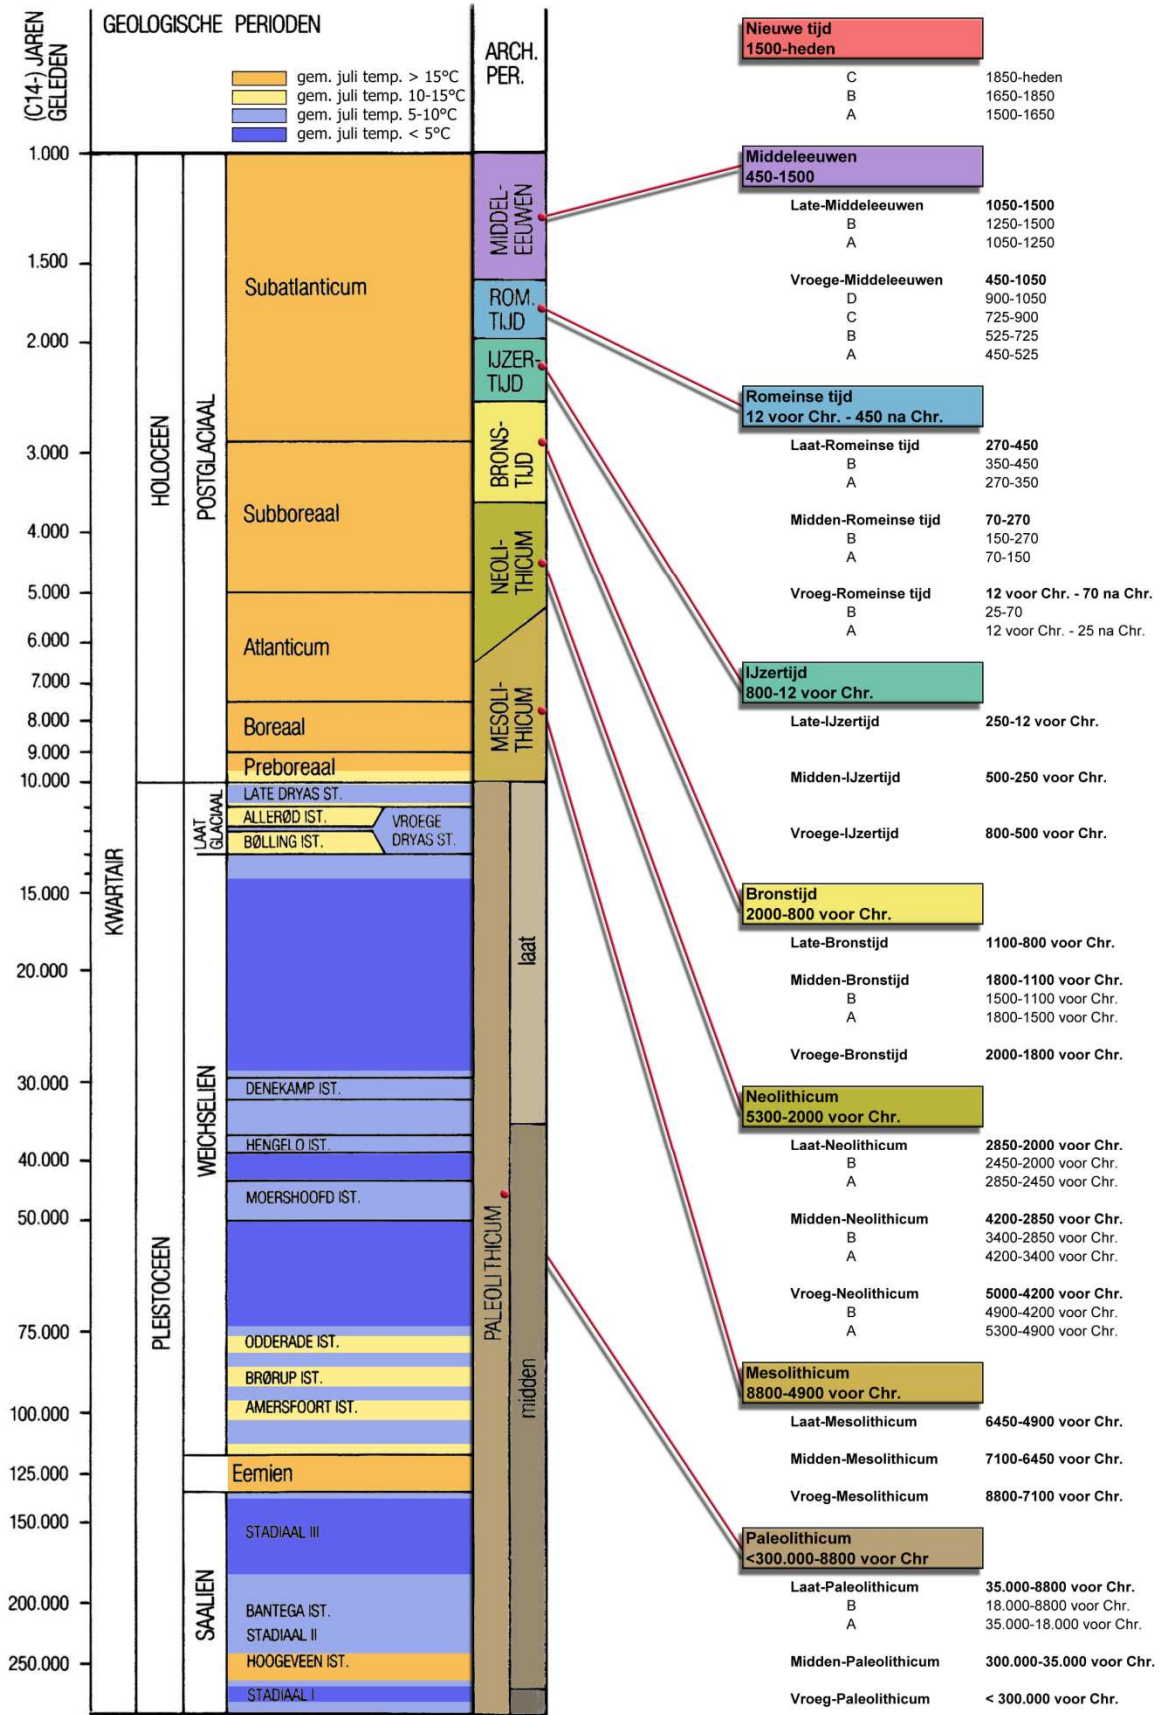 (C14-) JAREN
GELEDEN
GEOLOGISCHE PERIODEN
gem. juli temp. > 15°C
gem. juli temp. 10-15°C
gem. juli temp. 5-10°C
gem. juli temp. < 5°C
ARCH.
PER.
1.000
1.500
2.000
3.000
4.000
5.000
6.000
7.000
8.000
9.000
10.000
15.000
20.000
30.000
40.000
50.000
75.000
100.000
125.000
150.000
200.000
250.000
KWARTAIR
HOLOCEEN
PLEISTOCEEN
POSTGLACIAAL
LAAT
GLACIAAL
WEICHSELIEN
SAALIEN
Subatlanticum
Subboreaal
Atlanticum
Boreaal
Preboreaal
LATE DRYAS ST.
ALLERØD IST.
VROEGE
DRYAS ST.
BØLLING IST.
DENEKAMP IST.
HENGELO IST.
MOERSHOOFD IST.
ODDERADE IST.
BRØRUP IST.
AMERSFOORT IST.
Eemien
STADIAAL III
BANTEGA IST.
STADIAAL II
HOOGEVEEN IST.
STADIAAL I
MIDDEL-
EEUWEN
ROM.
TIJD
IJZER-
TIJD
BRONS-
TIJD
NEOLI-
THICUM
MESOLI-
THICUM
PALEOLITHICUM
laat
midden
Nieuwe tijd
1500-heden
C 1850-heden
B 1650-1850
A 1500-1650
Middeleeuwen
450-1500
Late-Middeleeuwen 1050-1500
B 1250-1500
A 1050-1250
Vroege-Middeleeuwen 450-1050
D 900-1050
C 725-900
B 525-725
A 450-525
Romeinse tijd
12 voor Chr. - 450 na Chr.
Laat-Romeinse tijd 270-450
B 350-450
A 270-350
Midden-Romeinse tijd 70-270
B 150-270
A 70-150
Vroeg-Romeinse tijd 12 voor Chr. - 70 na Chr.
B 25-70
A 12 voor Chr. - 25 na Chr.
IJzertijd
800-12 voor Chr.
Late-IJzertijd 250-12 voor Chr.
Midden-IJzertijd 500-250 voor Chr.
Vroege-IJzertijd 800-500 voor Chr.
Bronstijd
2000-800 voor Chr.
Late-Bronstijd 1100-800 voor Chr.
Midden-Bronstijd 1800-1100 voor Chr.
B 1500-1100 voor Chr.
A 1800-1500 voor Chr.
Vroege-Bronstijd 2000-1800 voor Chr.
Neolithicum
5300-2000 voor Chr.
Laat-Neolithicum 2850-2000 voor Chr.
B 2450-2000 voor Chr.
A 2850-2450 voor Chr.
Midden-Neolithicum 4200-2850 voor Chr.
B 3400-2850 voor Chr.
A 4200-3400 voor Chr.
Vroeg-Neolithicum 5000-4200 voor Chr.
B 4900-4200 voor Chr.
A 5300-4900 voor Chr.
Mesolithicum
8800-4900 voor Chr.
Laat-Mesolithicum 6450-4900 voor Chr.
Midden-Mesolithicum 7100-6450 voor Chr.
Vroeg-Mesolithicum 8800-7100 voor Chr.
Paleolithicum
<300.000-8800 voor Chr
Laat-Paleolithicum 35.000-8800 voor Chr.
B 18.000-8800 voor Chr.
A 35.000-18.000 voor Chr.
Midden-Paleolithicum 300.000-35.000 voor Chr.
Vroeg-Paleolithicum < 300.000 voor Chr.